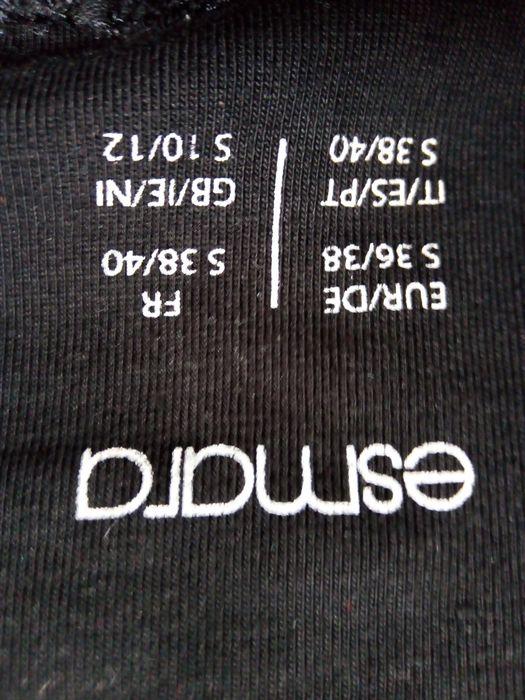 esmara
EUR/DE
S 36/38
FR
S 38/40
IT/ES/PT
S 38/40
GB/IE/NI
S 10/12